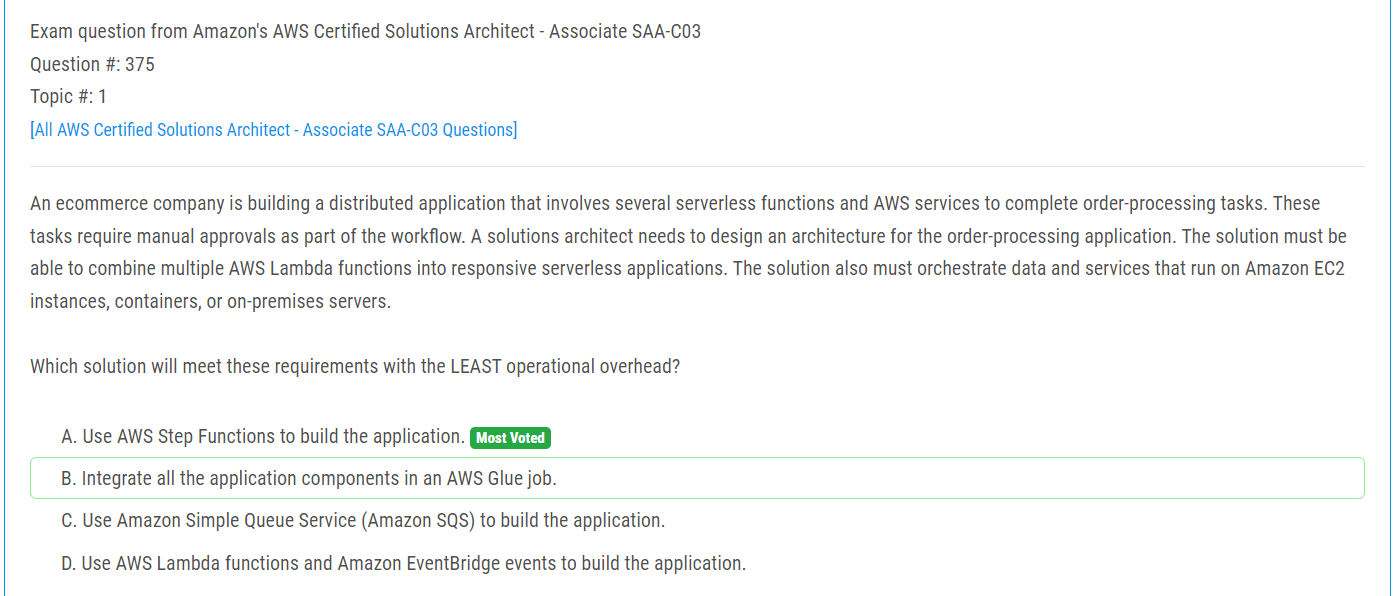 Exam question from Amazon's AWS Certified Solutions Architect - Associate SAA-C03
Question #: 375
Topic #: 1
[All AWS Certified Solutions Architect - Associate SAA-C03 Questions]
An ecommerce company is building a distributed application that involves several serverless functions and AWS services to complete order-processing tasks. These
tasks require manual approvals as part of the workflow. A solutions architect needs to design an architecture for the order-processing application. The solution must be
able to combine multiple AWS Lambda functions into responsive serverless applications. The solution also must orchestrate data and services that run on Amazon EC2
instances, containers, or on-premises servers.
Which solution will meet these requirements with the LEAST operational overhead?
A. Use AWS Step Functions to build the application. Most Voted
B. Integrate all the application components in an AWS Glue job.
C. Use Amazon Simple Queue Service (Amazon SQS) to build the application.
D. Use AWS Lambda functions and Amazon EventBridge events to build the application.